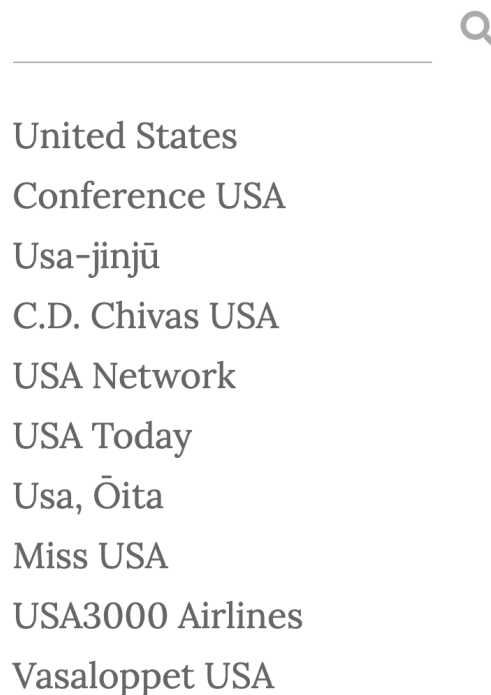 United States
Conference USA
Usa-jinjū
C.D. Chivas USA
USA Network
USA Today
Usa, Ōita
Miss USA
USA3000 Airlines
Vasaloppet USA